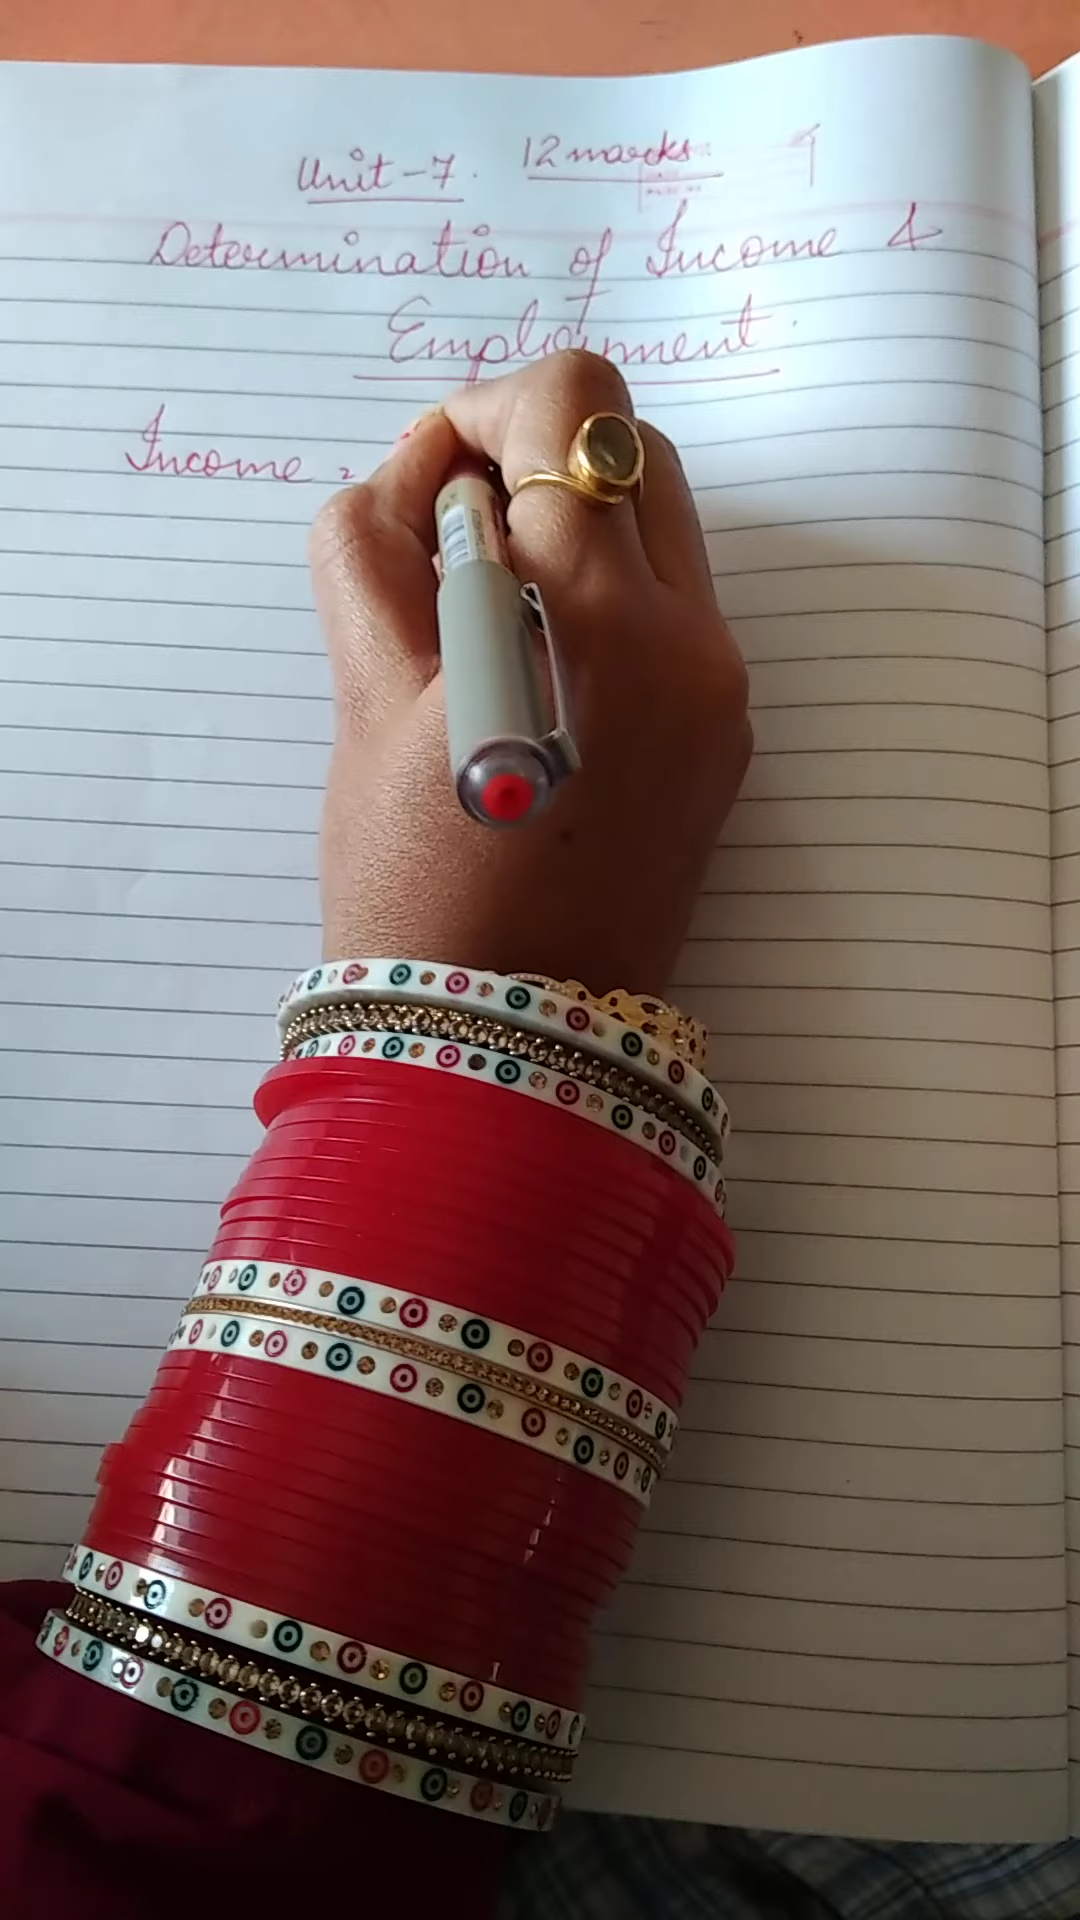 Unit-7. 12 marks
Determination of Income &
Employment.
Income =